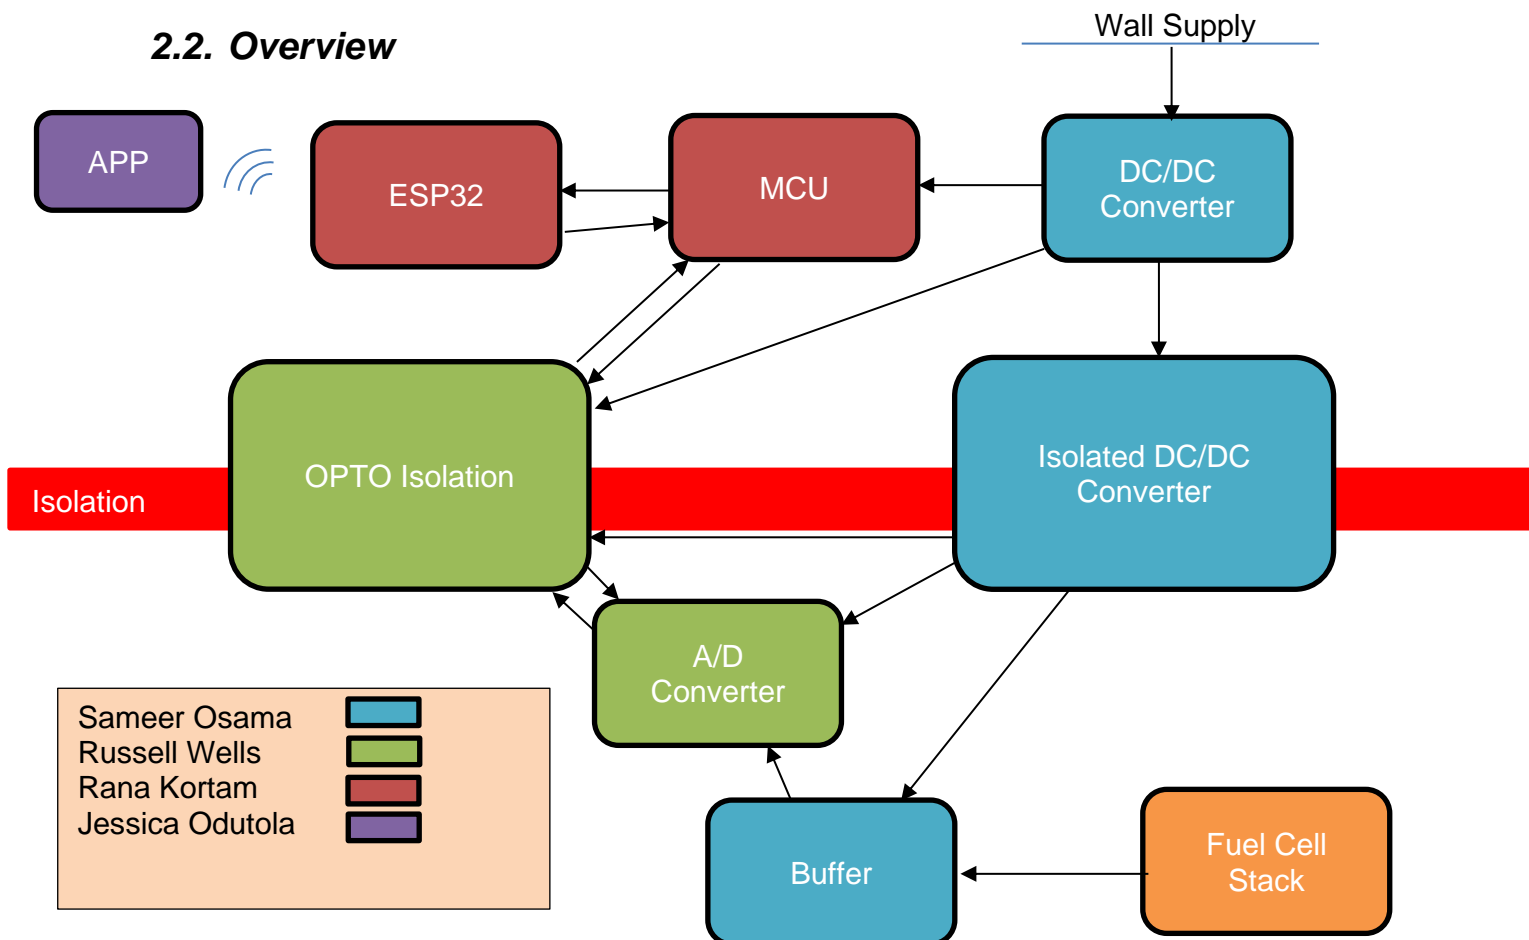 2.2. Overview
Wall Supply
APP
ESP32
MCU
DC/DC
Converter
OPTO Isolation
Isolated DC/DC
Converter
Isolation
A/D
Converter
Sameer Osama
Russell Wells
Rana Kortam
Jessica Odutola
Buffer
Fuel Cell
Stack